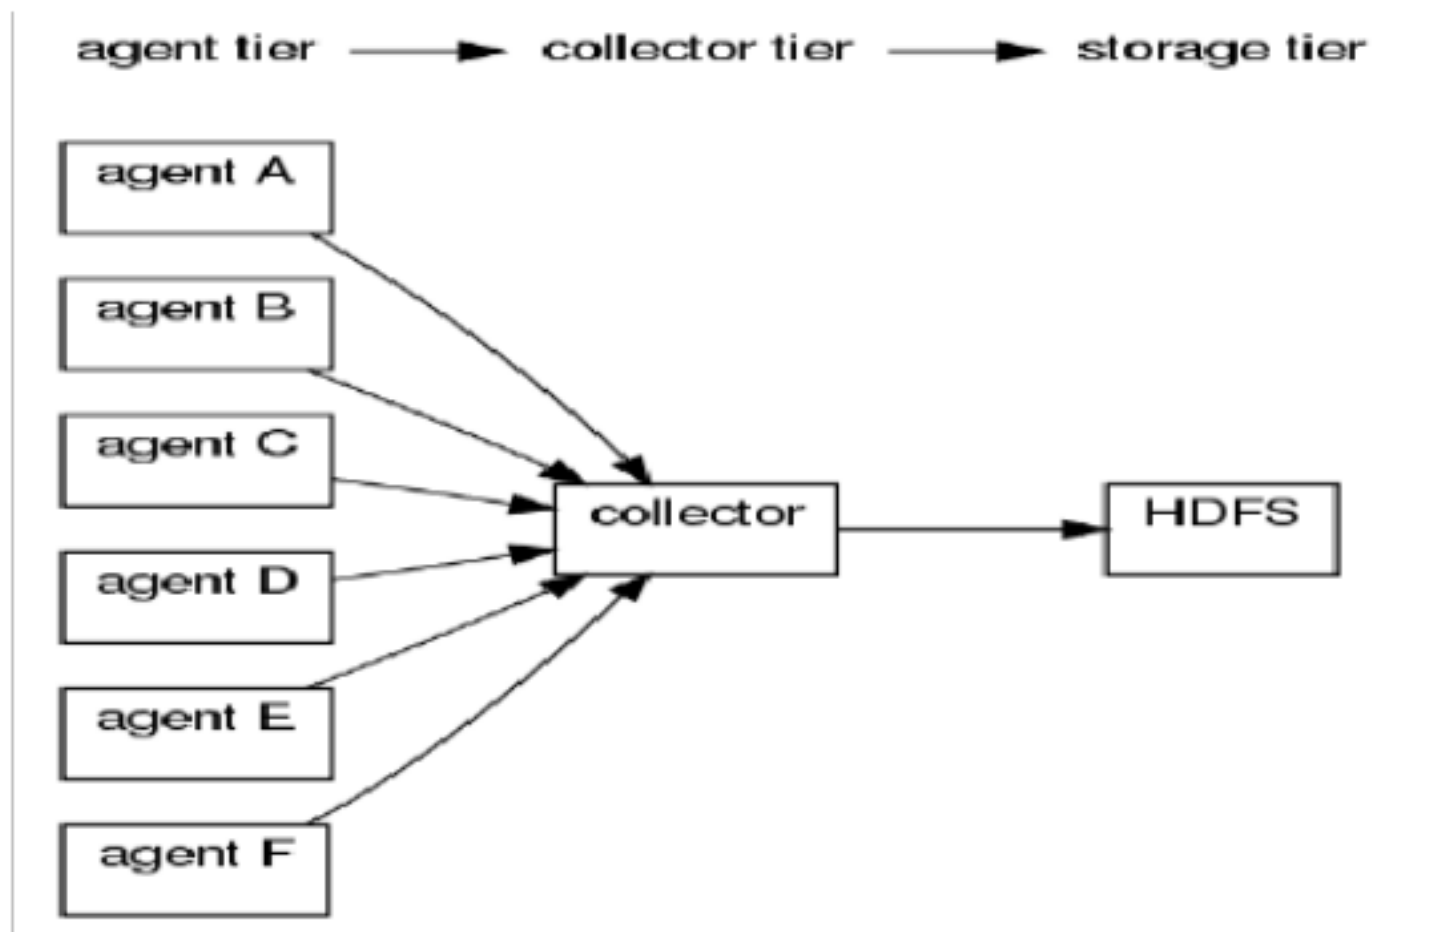 agent tier
collector tier
storage tier
agent A
agent B
agent C
agent D
agent E
agent F
collector
HDFS